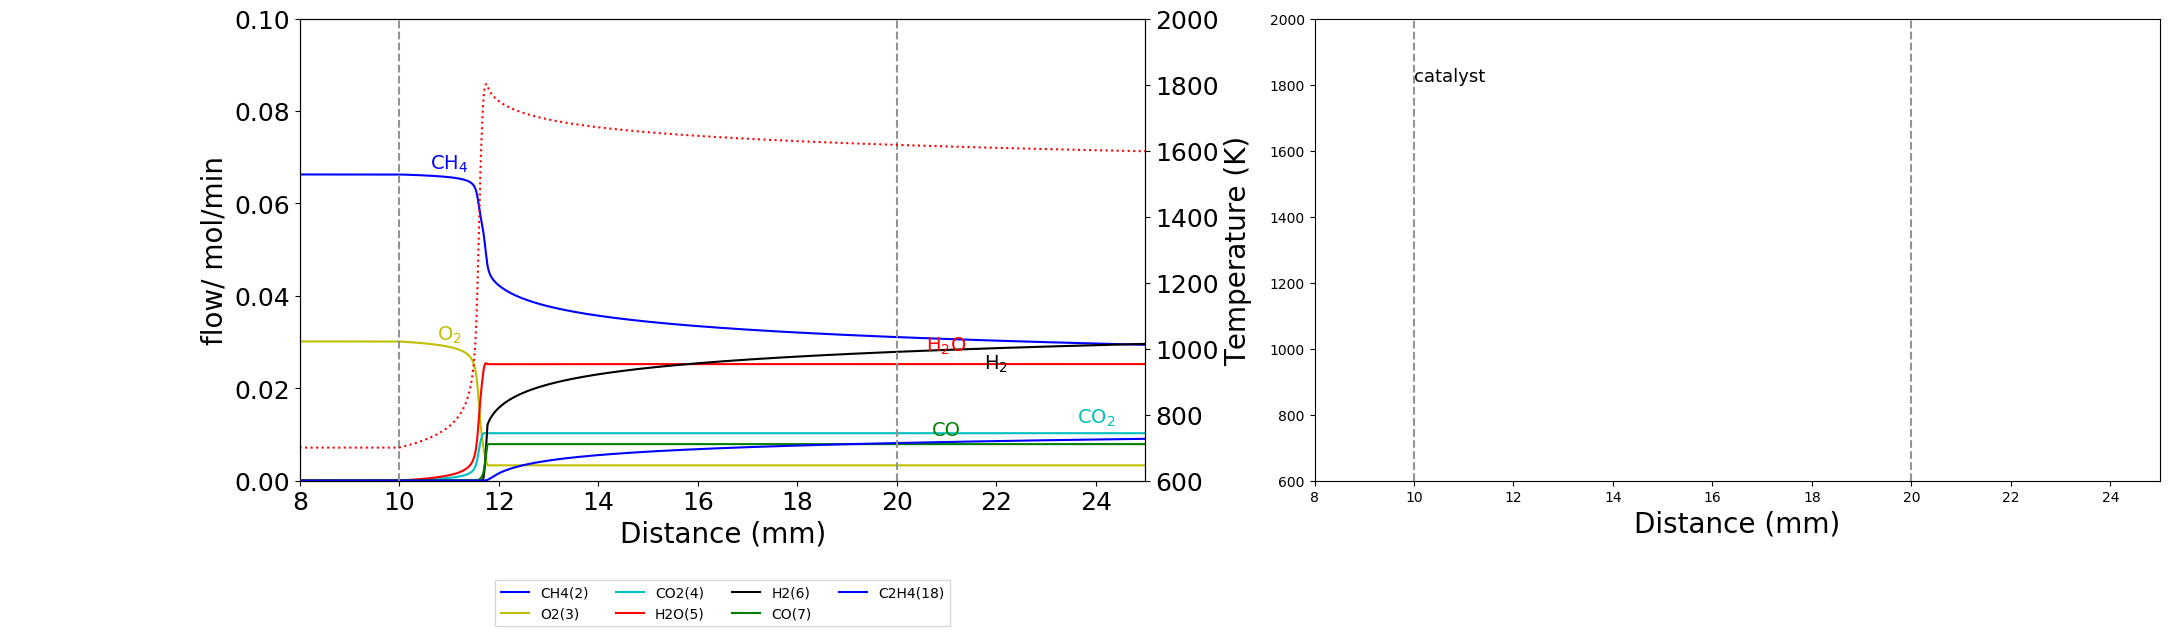 0.10
0.08
0.06
0.04
0.02
0.00
flow/ mol/min
CH4
O2
H2O
H2
CO2
CO
8 10 12 14 16 18 20 22 24
Distance (mm)
2000
1800
1600
1400
1200
1000
800
600
Temperature (K)
CH4(2) CO2(4) H2(6) C2H4(18)
O2(3) H2O(5) CO(7)
2000
1800
1600
1400
1200
1000
800
600
catalyst
8 10 12 14 16 18 20 22 24
Distance (mm)